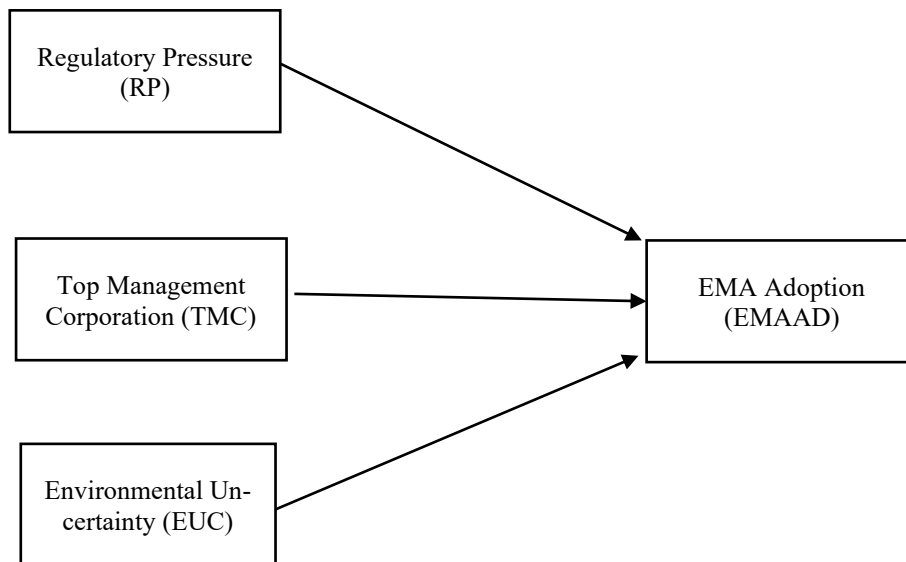 Regulatory Pressure
(RP)
Top Management
Corporation (TMC)
EMA Adoption
(EMAAD)
Environmental Un-
certainty (EUC)